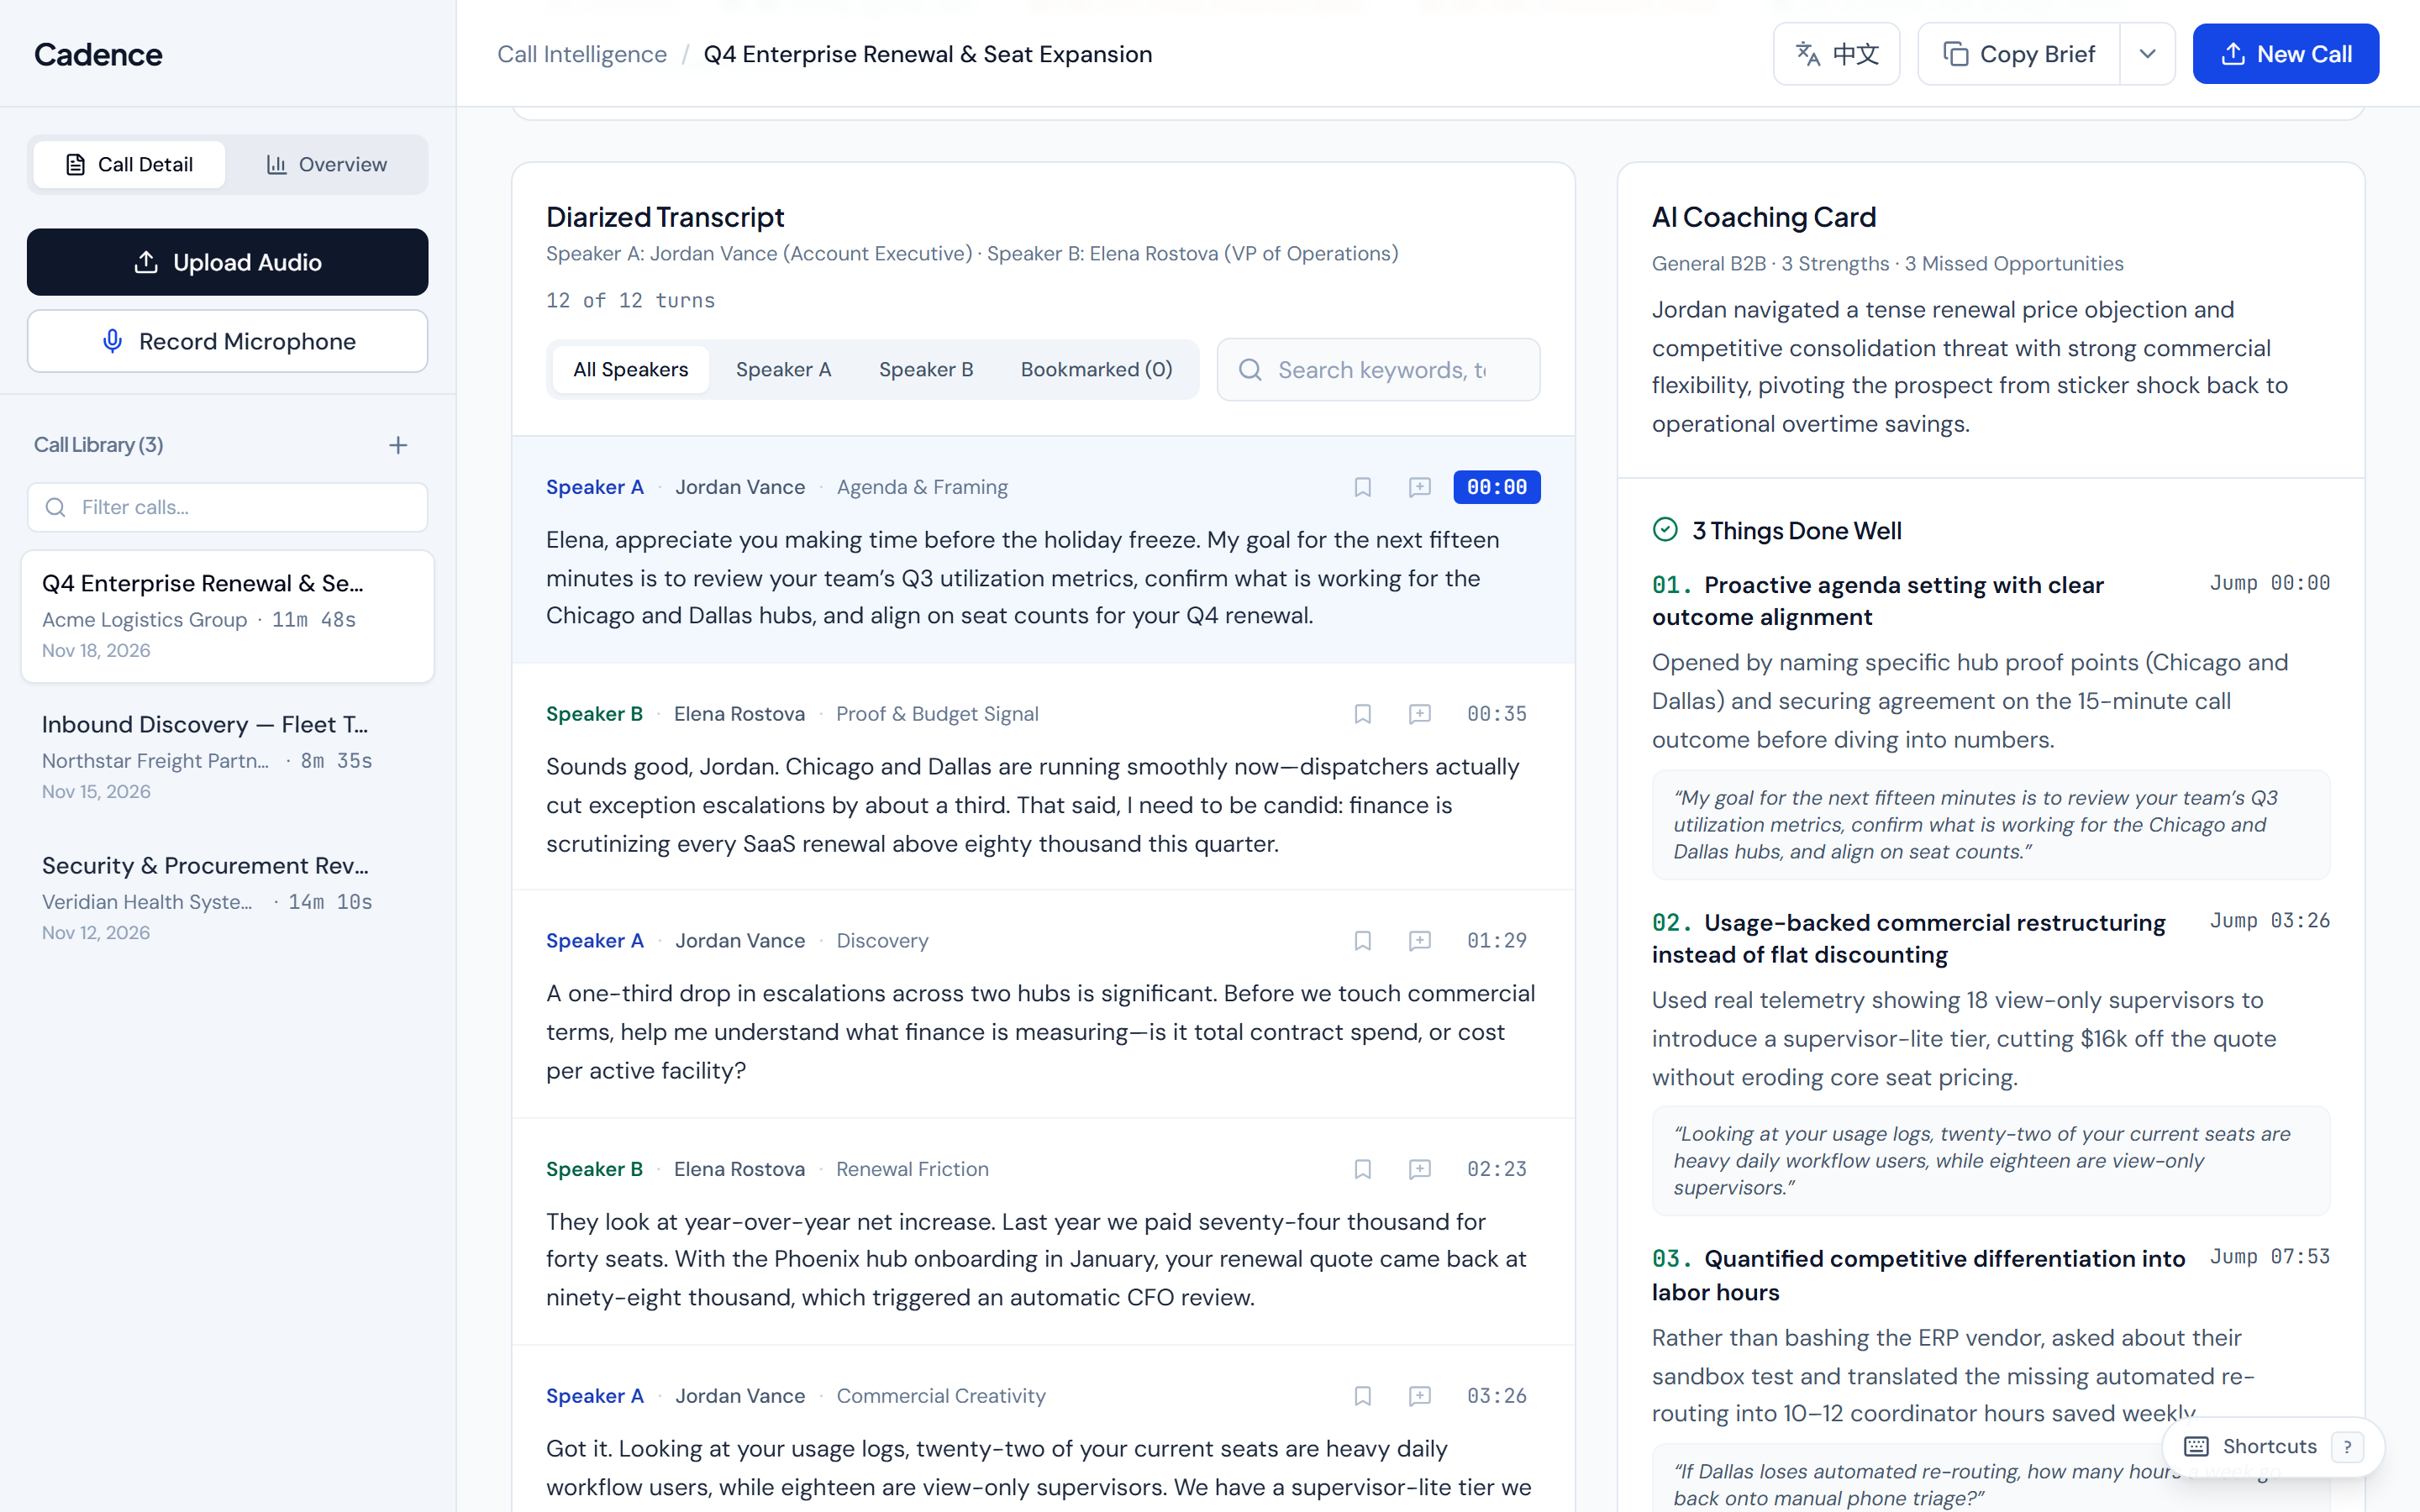 Cadence
Call Detail
Overview
Upload Audio
Record Microphone
Call Library (3)
Filter calls...
Q4 Enterprise Renewal & Se...
Acme Logistics Group · 11m 48s
Nov 18, 2026
Inbound Discovery — Fleet T...
Northstar Freight Partn... · 8m 35s
Nov 15, 2026
Security & Procurement Rev...
Veridian Health Syste... · 14m 10s
Nov 12, 2026
Call Intelligence / Q4 Enterprise Renewal & Seat Expansion
中文
Copy Brief
New Call
Diarized Transcript
Speaker A: Jordan Vance (Account Executive) · Speaker B: Elena Rostova (VP of Operations)
12 of 12 turns
All Speakers
Speaker A
Speaker B
Bookmarked (0)
Search keywords,
Speaker A · Jordan Vance · Agenda & Framing 00:00
Elena, appreciate you making time before the holiday freeze. My goal for the next fifteen
minutes is to review your team’s Q3 utilization metrics, confirm what is working for the
Chicago and Dallas hubs, and align on seat counts for your Q4 renewal.
Speaker B · Elena Rostova · Proof & Budget Signal 00:35
Sounds good, Jordan. Chicago and Dallas are running smoothly now—dispatchers actually
cut exception escalations by about a third. That said, I need to be candid: finance is
scrutinizing every SaaS renewal above eighty thousand this quarter.
Speaker A · Jordan Vance · Discovery 01:29
A one-third drop in escalations across two hubs is significant. Before we touch commercial
terms, help me understand what finance is measuring—is it total contract spend, or cost
per active facility?
Speaker B · Elena Rostova · Renewal Friction 02:23
They look at year-over-year net increase. Last year we paid seventy-four thousand for
forty seats. With the Phoenix hub onboarding in January, your renewal quote came back at
ninety-eight thousand, which triggered an automatic CFO review.
Speaker A · Jordan Vance · Commercial Creativity 03:26
Got it. Looking at your usage logs, twenty-two of your current seats are heavy daily
workflow users, while eighteen are view-only supervisors. We have a supervisor-lite tier we
AI Coaching Card
General B2B · 3 Strengths · 3 Missed Opportunities
Jordan navigated a tense renewal price objection and
competitive consolidation threat with strong commercial
flexibility, pivoting the prospect from sticker shock back to
operational overtime savings.
3 Things Done Well
01. Proactive agenda setting with clear Jump 00:00
outcome alignment
Opened by naming specific hub proof points (Chicago and
Dallas) and securing agreement on the 15-minute call
outcome before diving into numbers.
“My goal for the next fifteen minutes is to review your team’s Q3
utilization metrics, confirm what is working for the Chicago and
Dallas hubs, and align on seat counts.”
02. Usage-backed commercial restructuring Jump 03:26
instead of flat discounting
Used real telemetry showing 18 view-only supervisors to
introduce a supervisor-lite tier, cutting $16k off the quote
without eroding core seat pricing.
“Looking at your usage logs, twenty-two of your current seats are
heavy daily workflow users, while eighteen are view-only
supervisors.”
03. Quantified competitive differentiation into Jump 07:53
labor hours
Rather than bashing the ERP vendor, asked about their
sandbox test and translated the missing automated re-
routing into 10–12 coordinator hours saved weekly
“If Dallas loses automated re-routing, how many hours a week go
back onto manual phone triage?”
Shortcuts ?